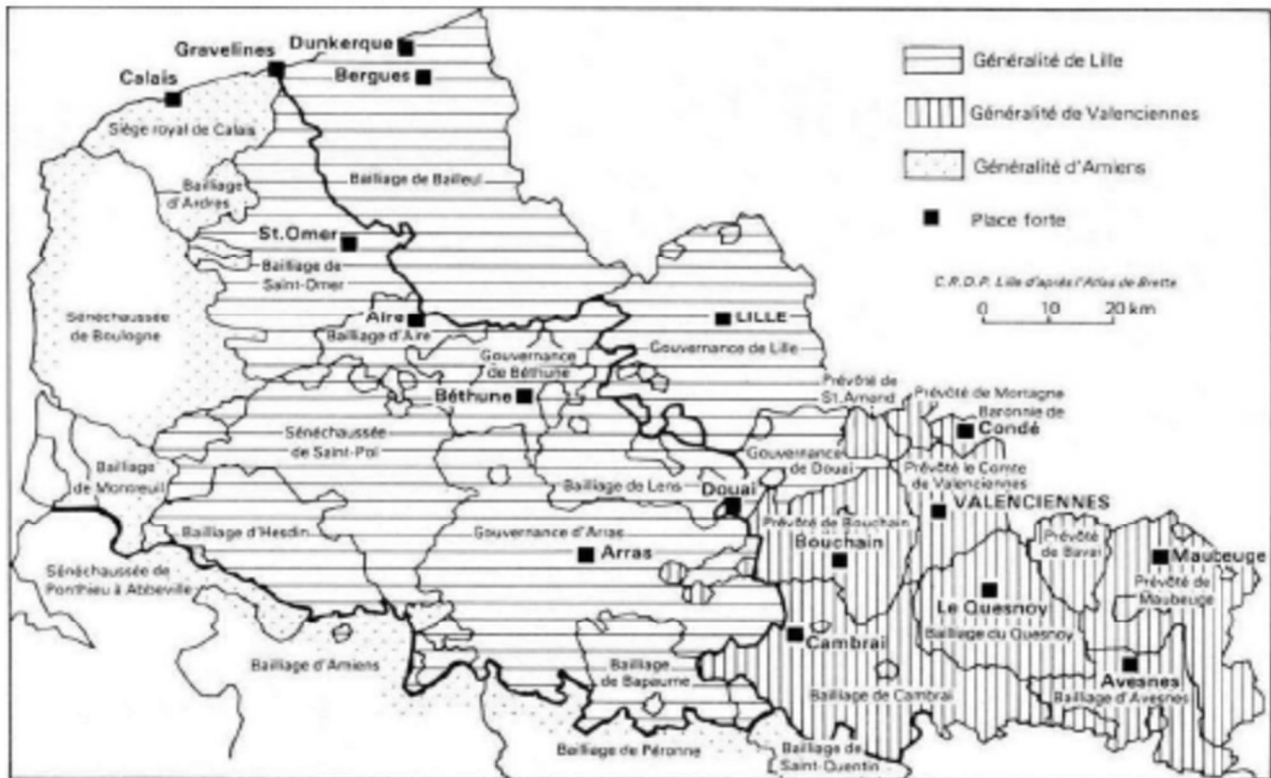 Dunkerque
Gravelines
Bergues
Calais
Siège royal de Calais
Bailliage
d'Ardres
Bailliage de Bailleul
St.Omer
Bailliage de
Saint-Omer
Sénéchaussée
de Boulogne
Aire
Bailliage d'Aire
LILLE
Gouvernance de Lille
Gouvernance
de Béthune
Béthune
Prévôté de
St.Amand
Prévôté de Mortagne
Baronnie de
Condé
Sénéchaussée
de Saint-Pol
Gouvernance
de Douai
Prévôté le Comte
de Valenciennes
Bailliage
de Montreuil
Bailliage de Lens
Douai
VALENCIENNES
Bailliage d'Hesdin
Gouvernance d'Arras
Arras
Prévôté de Bouchain
Bouchain
Prévôté
de Bavai
Maubeuge
Prévôté de
Maubeuge
Sénéchaussée de
Ponthieu à Abbeville
Le Quesnoy
Bailliage du Quesnoy
Cambrai
Bailliage d'Amiens
Bailliage
de Bapaume
Bailliage de Cambrai
Avesnes
Bailliage d'Avesnes
Bailliage de Péronne
Bailliage de
Saint-Quentin
Généralité de Lille
Généralité de Valenciennes
Généralité d'Amiens
Place forte
C.R.D.P. Lille d'après l'Atlas de Brette
0 10 20 km